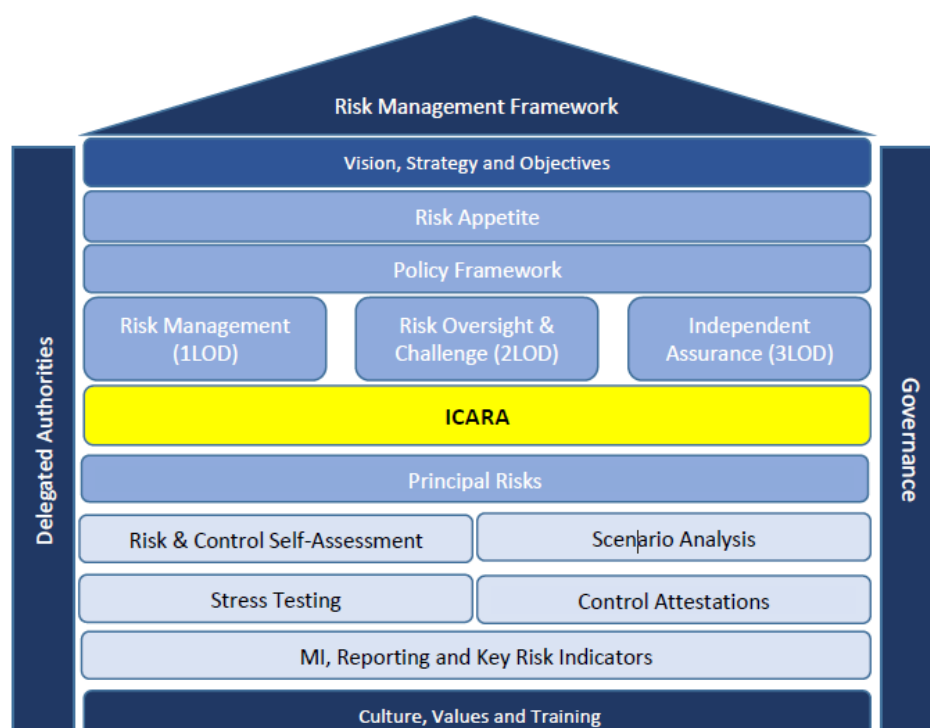 Risk Management Framework
Vision, Strategy and Objectives
Risk Appetite
Policy Framework
Risk Management
(1LOD)
Risk Oversight &
Challenge (2LOD)
Independent
Assurance (3LOD)
ICARA
Principal Risks
Risk & Control Self-Assessment
Scenario Analysis
Stress Testing
Control Attestations
MI, Reporting and Key Risk Indicators
Culture, Values and Training
Delegated Authorities
Governance